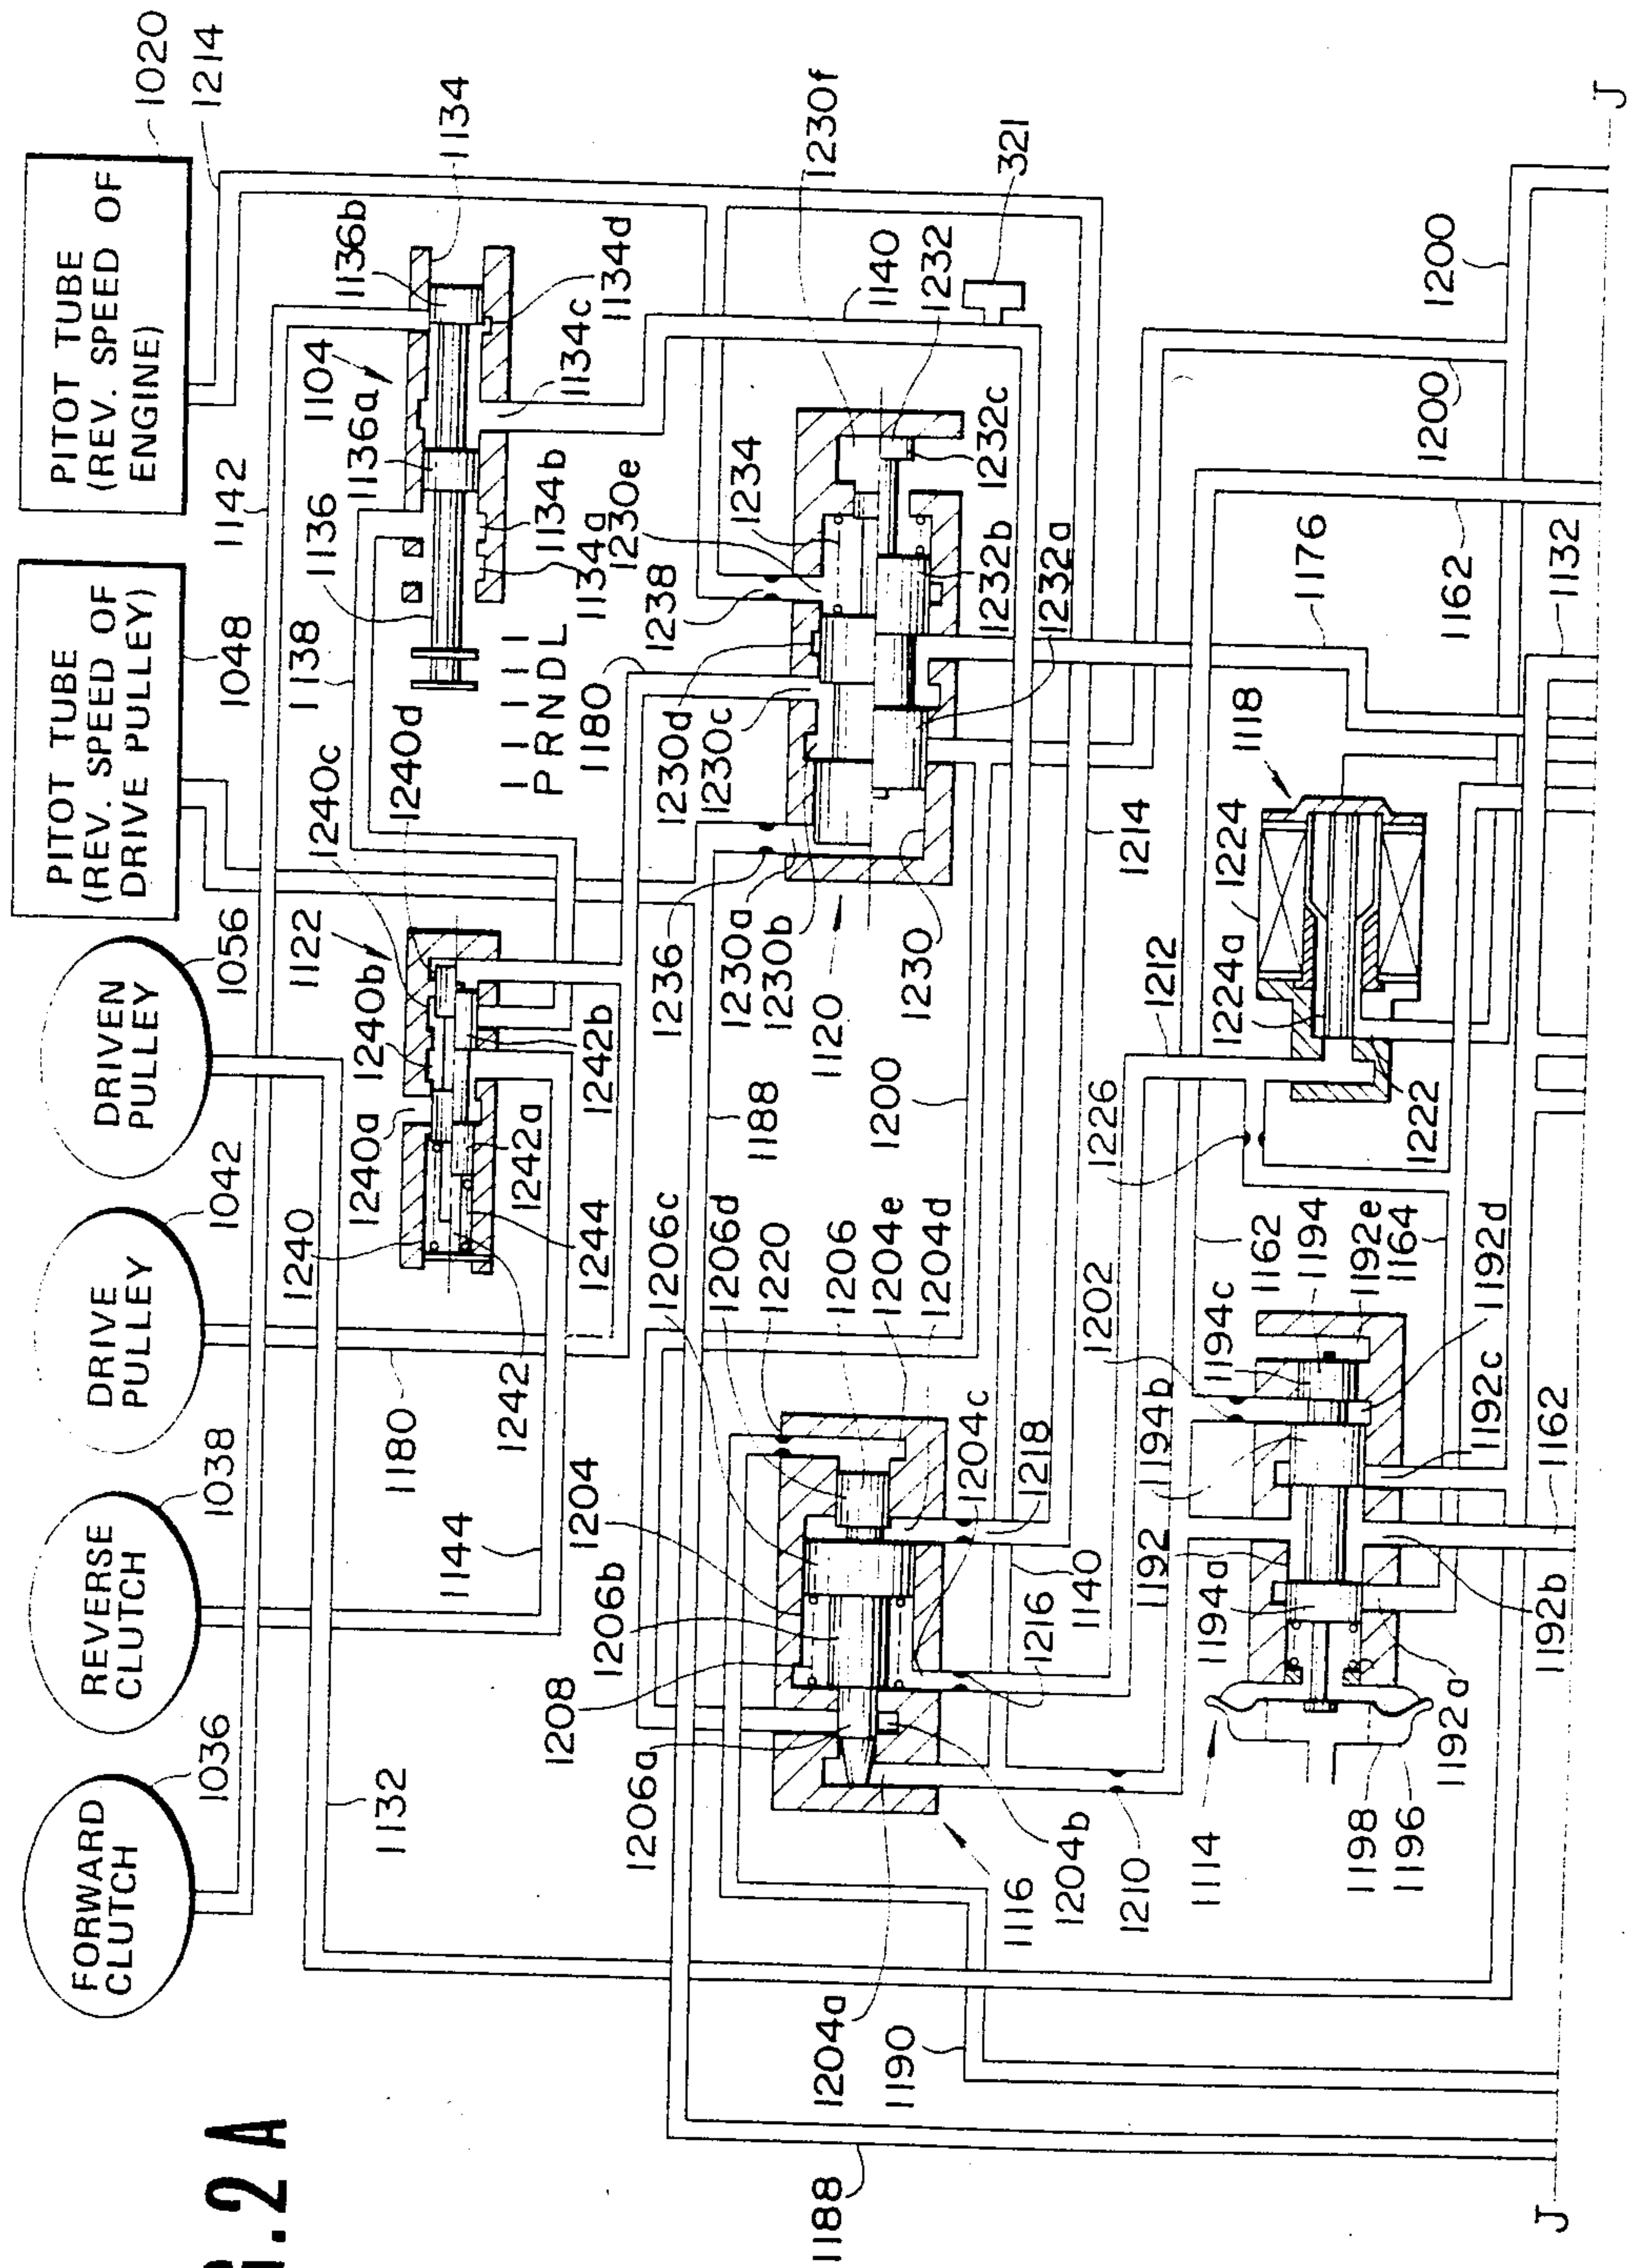 G.2 A
FORWARD
CLUTCH
1036
REVERSE
CLUTCH
1038
DRIVE
PULLEY
1042
DRIVEN
PULLEY
1056
PITOT TUBE
(REV. SPEED OF
DRIVE PULLEY)
1048
PITOT TUBE
(REV. SPEED OF
ENGINE)
1020
1214
1132
1144
1180
1240
1240a
1240b
1122
1240c
1240d
1138
1142
1136
1136a
1104
1136b
1134
1242
1244
1242a
1242b
1134a
1134b
1134c
1134d
P R N D L
1188
1206a
1208
1206b
1204
1206c
1206d
1220
1206
1204e
1204d
1188
1236
1230a
1230b
1120
1200
1230
1180
1230d
1230c
1238
1230e
1234
1232c
1232b
1232a
1230f
1232
1140
321
1204a
1190
1116
1204b
1210
1216
1140
1218
1204c
1226
1212
1214
1224
1224a
1118
1222
1176
1162
1132
1200
1200
1114
1198
1196
1192a
1192b
1194a
1192
1194b
1202
1162
1194c
1194
1192e
1164
1192d
1192c
1162
1188
J
J